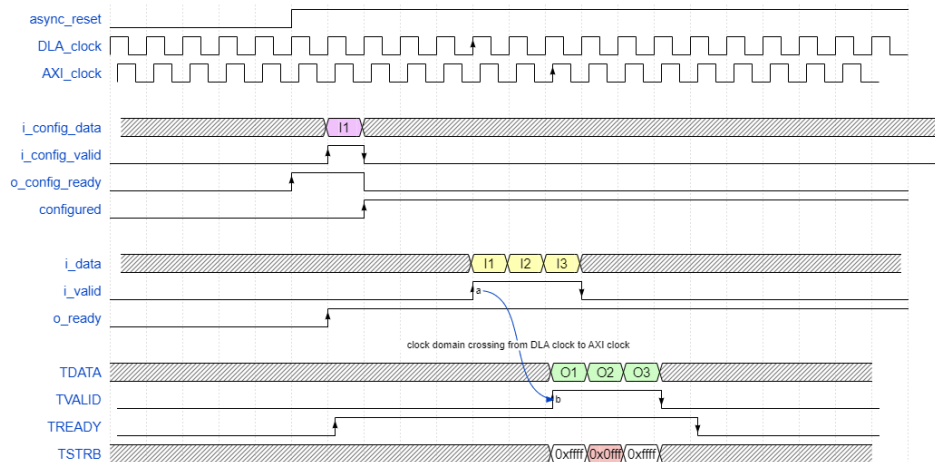 async_reset
DLA_clock
AXI_clock
i_config_data I1
i_config_valid
o_config_ready
configured
i_data I1 I2 I3
i_valid a
o_ready
clock domain crossing from DLA clock to AXI clock
TDATA O1 O2 O3
TVALID b
TREADY
TSTRB 0xffff 0x0fff 0xffff